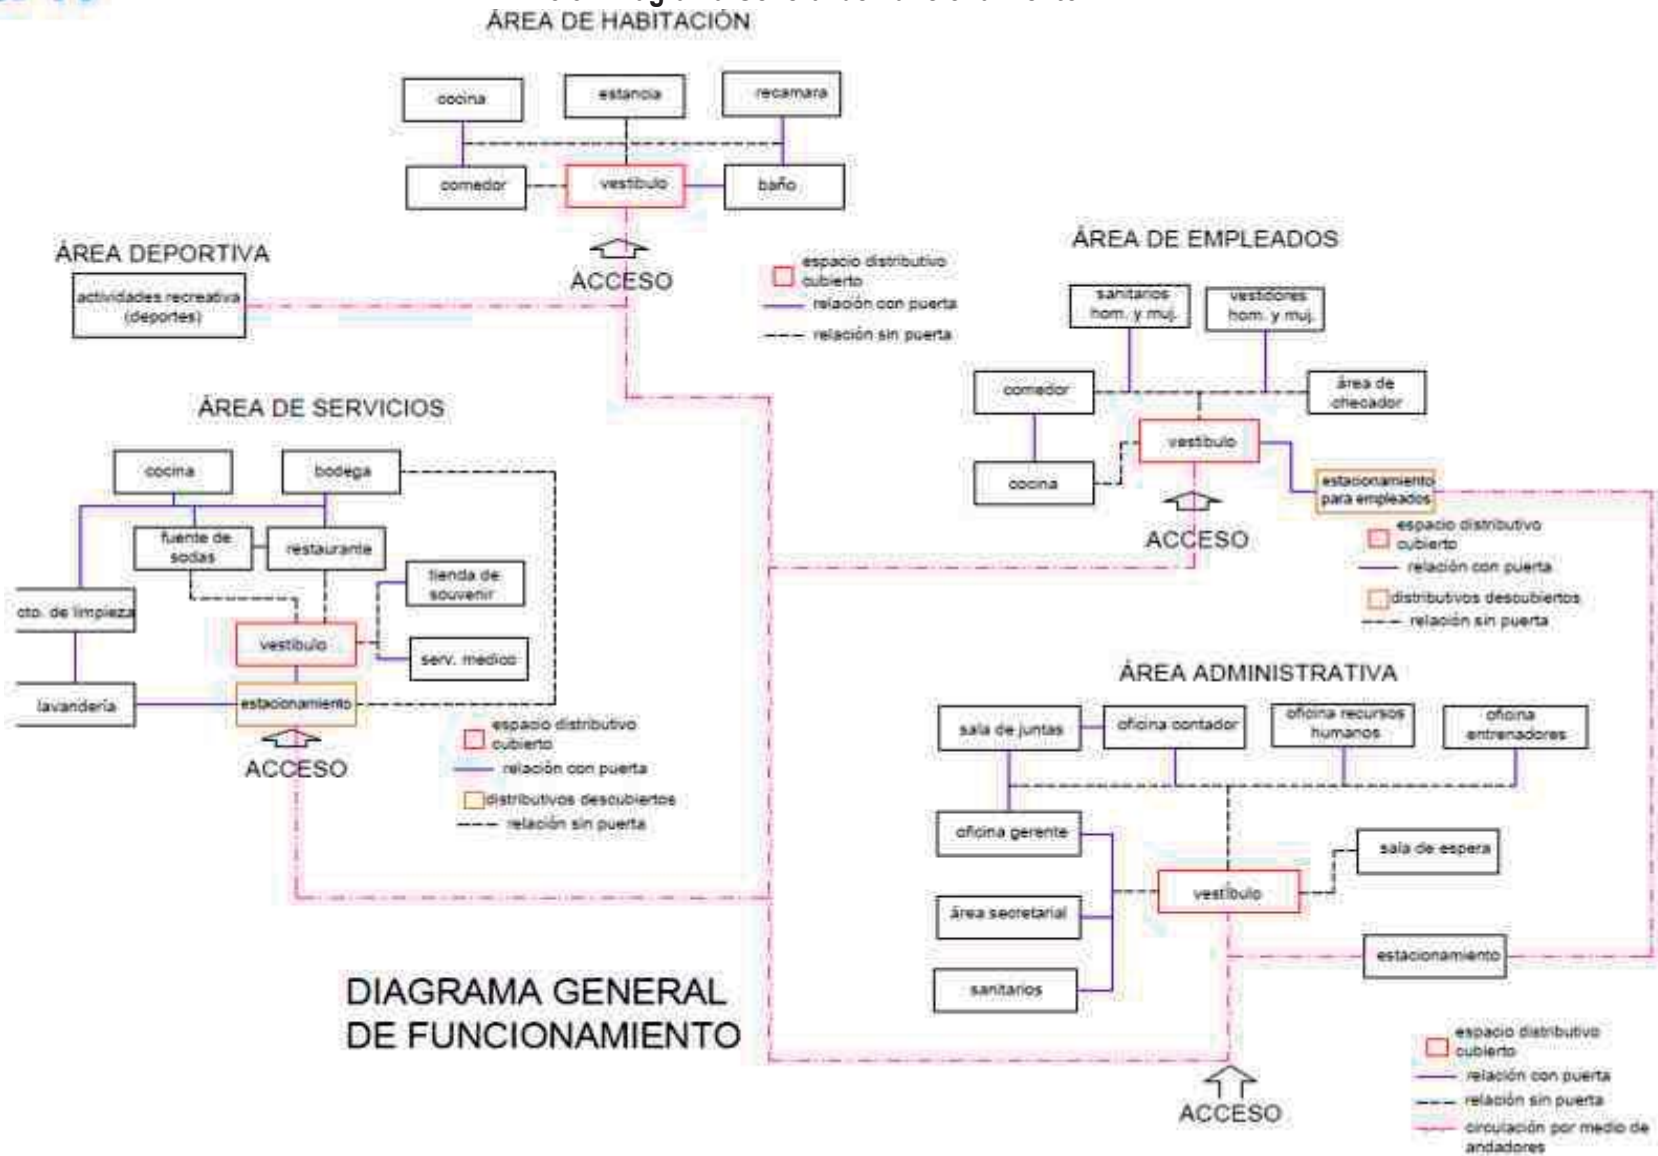 ÁREA DE HABITACIÓN
cocina
estancia
recamara
comedor
vestíbulo
baño
ACCESO
ÁREA DEPORTIVA
actividades recreativa
(deportes)
espacio distributivo
cubierto
relación con puerta
relación sin puerta
ÁREA DE EMPLEADOS
sanitarios
hom. y muj.
vestidores
hom. y muj.
comedor
área de
checador
vestíbulo
cocina
estacionamiento
para empleados
ACCESO
espacio distributivo
cubierto
relación con puerta
distributivos descubiertos
relación sin puerta
ÁREA DE SERVICIOS
cocina
bodega
fuente de
sodas
restaurante
tienda de
souvenir
cto. de limpieza
vestíbulo
serv. medico
lavandería
estacionamiento
ACCESO
espacio distributivo
cubierto
relación con puerta
distributivos descubiertos
relación sin puerta
ÁREA ADMINISTRATIVA
sala de juntas
oficina contador
oficina recursos
humanos
oficina
entrenadores
oficina gerente
sala de espera
vestíbulo
área secretarial
estacionamiento
sanitarios
ACCESO
DIAGRAMA GENERAL
DE FUNCIONAMIENTO
espacio distributivo
cubierto
relación con puerta
relación sin puerta
circulación por medio de
andadores